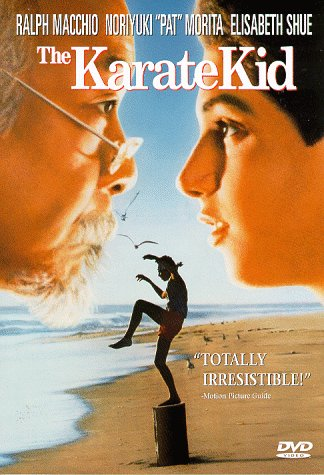 RALPH MACCHIO NORIYUKI "PAT" MORITA ELISABETH SHUE
The Karate Kid
"TOTALLY
IRRESISTIBLE!"
-Motion Picture Guide
DVD
VIDEO